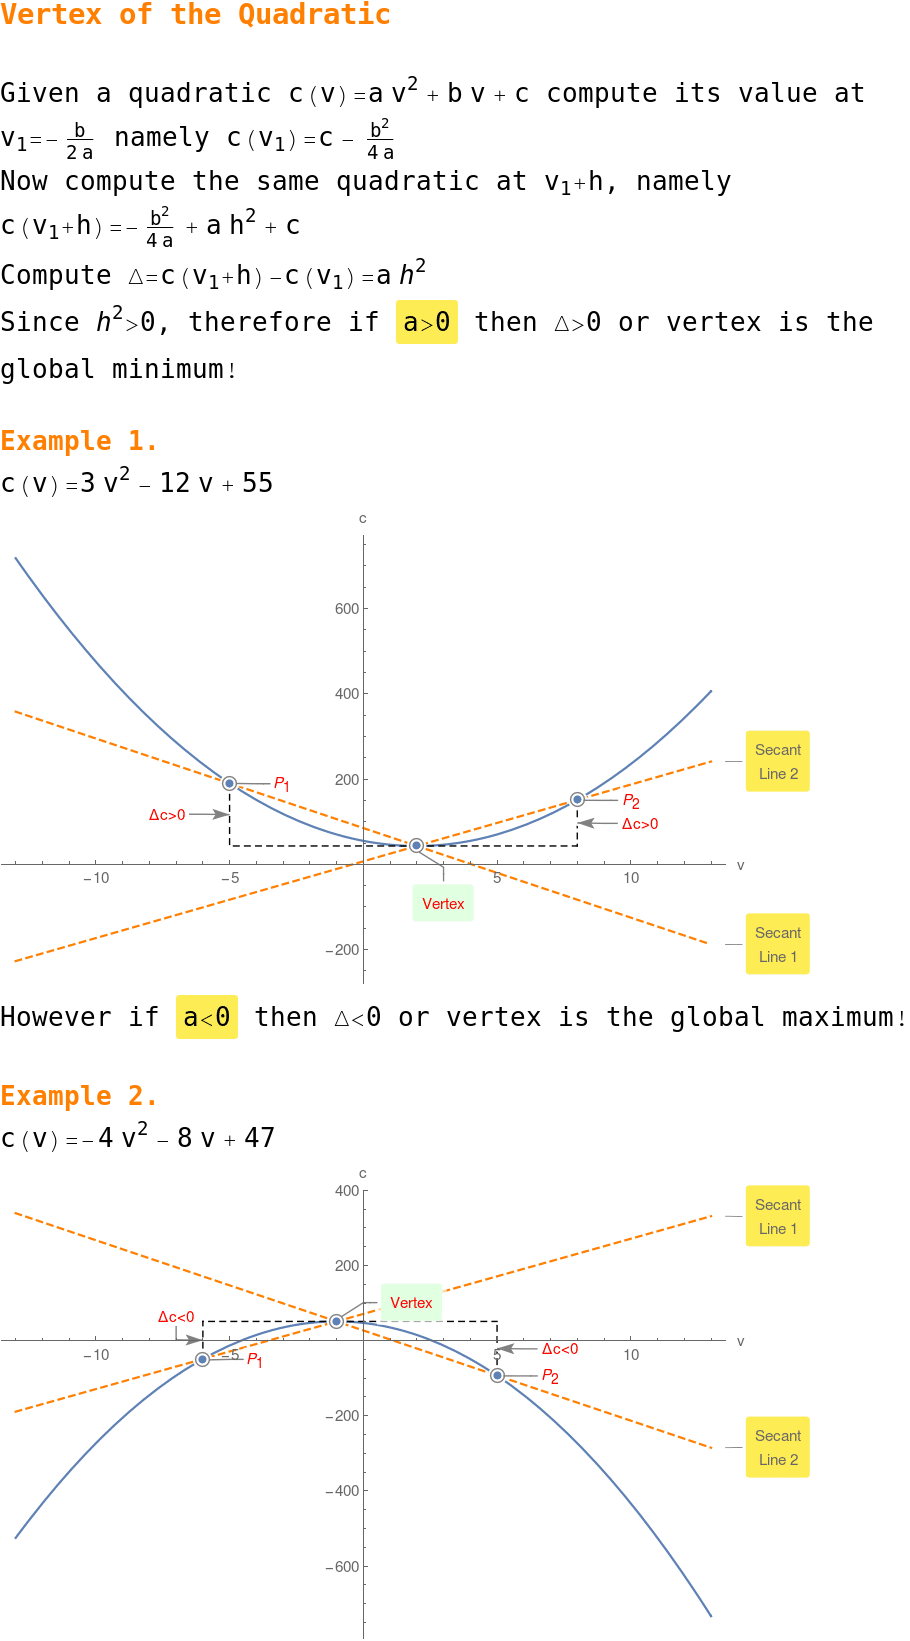 Vertex of the Quadratic
Given a quadratic c(v)=a v² + b v + c compute its value at
v₁=- b/(2 a) namely c(v₁)=c - b²/(4 a)
Now compute the same quadratic at v₁+h, namely
c(v₁+h)=- b²/(4 a) + a h² + c
Compute Δ=c(v₁+h)-c(v₁)=a h²
Since h²>0, therefore if a>0 then Δ>0 or vertex is the
global minimum!
Example 1.
c(v)=3 v² - 12 v + 55
c
600
400
Secant
Line 2
200
P₁
P₂
Δc>0
Δc>0
v
-10
-5
5
10
Vertex
Secant
Line 1
-200
However if a<0 then Δ<0 or vertex is the global maximum!
Example 2.
c(v)=-4 v² - 8 v + 47
c
400
Secant
Line 1
200
Vertex
Δc<0
v
Δc<0
-10
-5
5
10
P₁
P₂
-200
Secant
Line 2
-400
-600